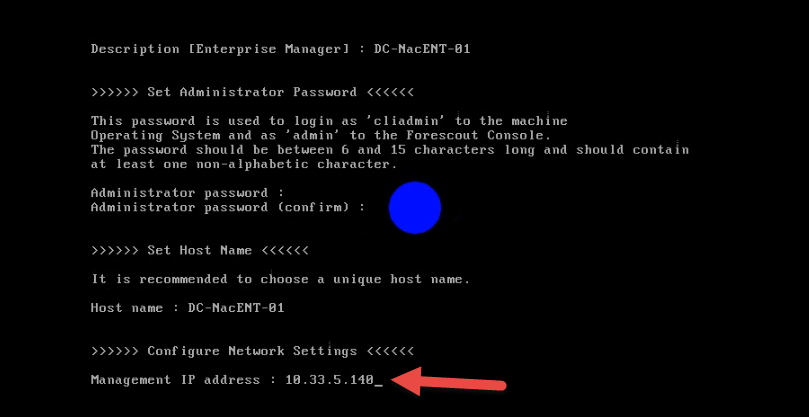 Description [Enterprise Manager] : DC-NacENT-01
>>>>>> Set Administrator Password <<<<<<
This password is used to login as 'cliadmin' to the machine
Operating System and as 'admin' to the Forescout Console.
The password should be between 6 and 15 characters long and should contain
at least one non-alphabetic character.
Administrator password :
Administrator password (confirm) :
>>>>>> Set Host Name <<<<<<
It is recommended to choose a unique host name.
Host name : DC-NacENT-01
>>>>>> Configure Network Settings <<<<<<
Management IP address : 10.33.5.140_